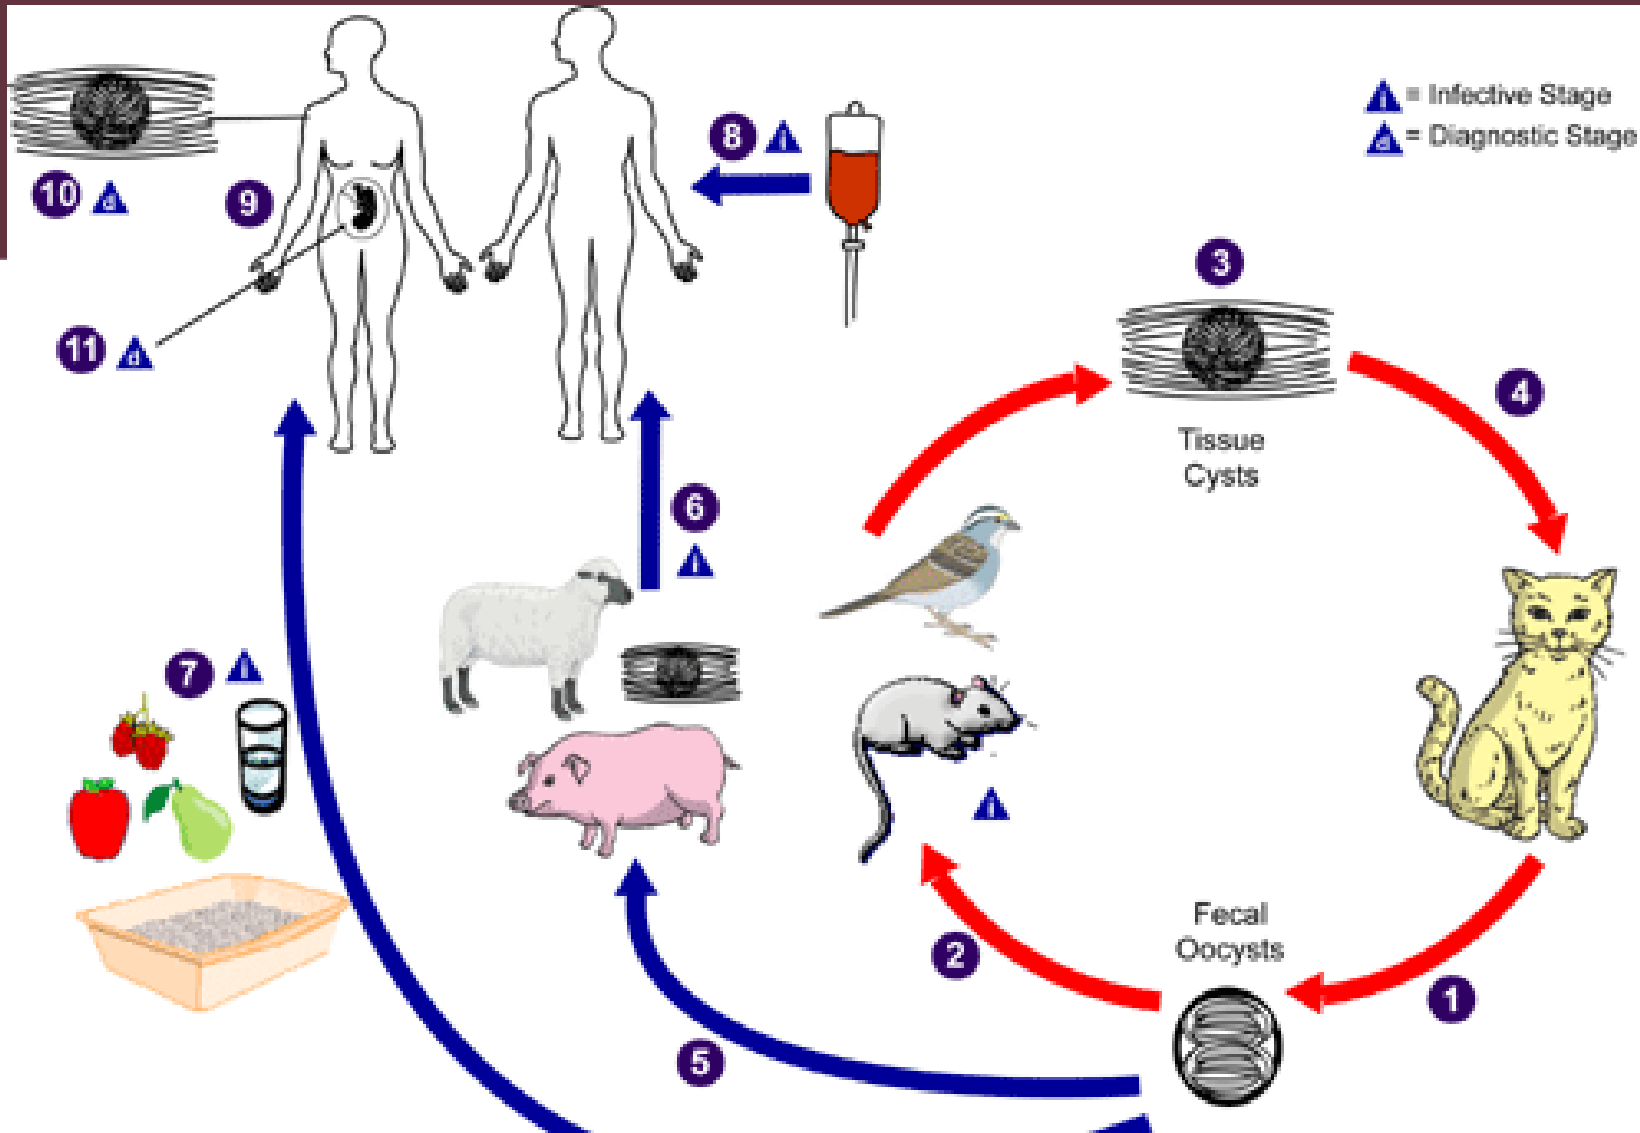 i = Infective Stage
d = Diagnostic Stage
8 i
10 d
9
3
11 d
4
Tissue
Cysts
6
i
7 i
i
Fecal
Oocysts
2
1
5